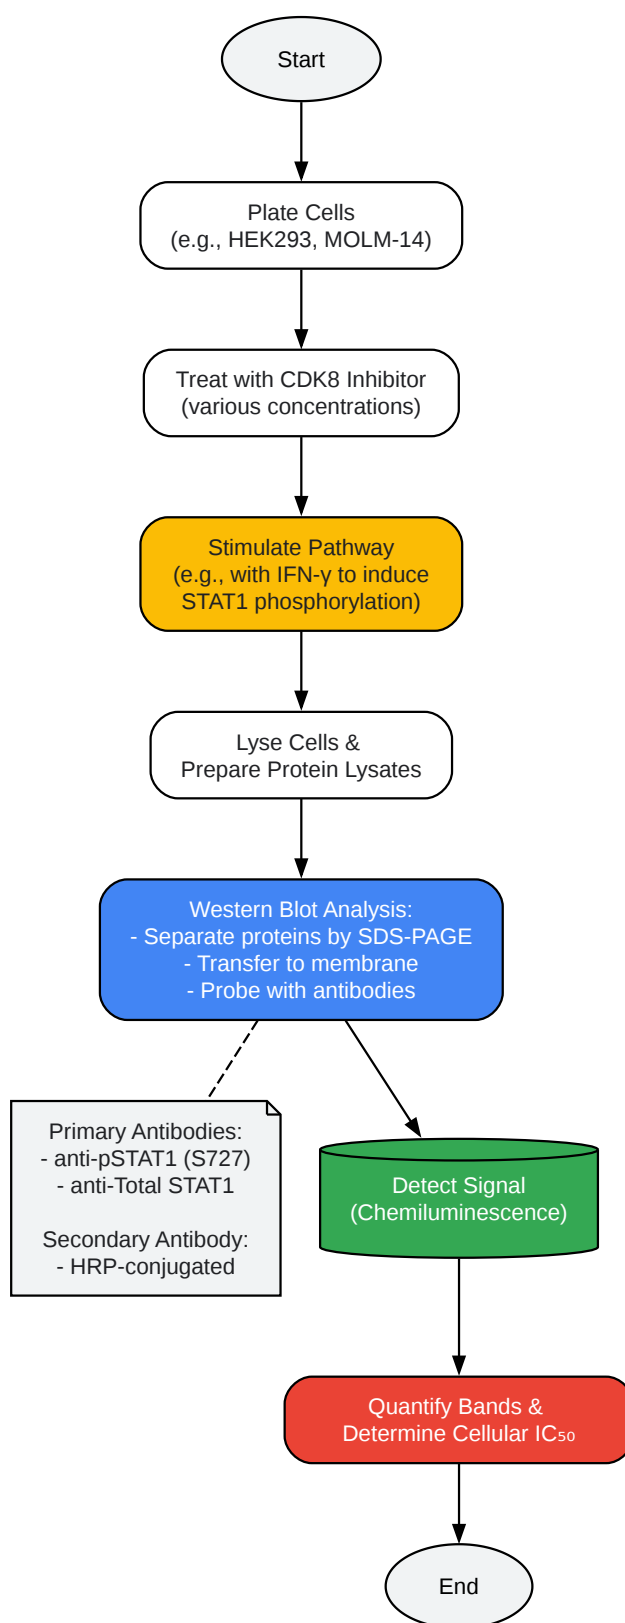 Start
Plate Cells
(e.g., HEK293, MOLM-14)
Treat with CDK8 Inhibitor
(various concentrations)
Stimulate Pathway
(e.g., with IFN-γ to induce
STAT1 phosphorylation)
Lyse Cells &
Prepare Protein Lysates
Western Blot Analysis:
- Separate proteins by SDS-PAGE
- Transfer to membrane
- Probe with antibodies
Primary Antibodies:
- anti-pSTAT1 (S727)
- anti-Total STAT1
Secondary Antibody:
- HRP-conjugated
Detect Signal
(Chemiluminescence)
Quantify Bands &
Determine Cellular IC₅₀
End